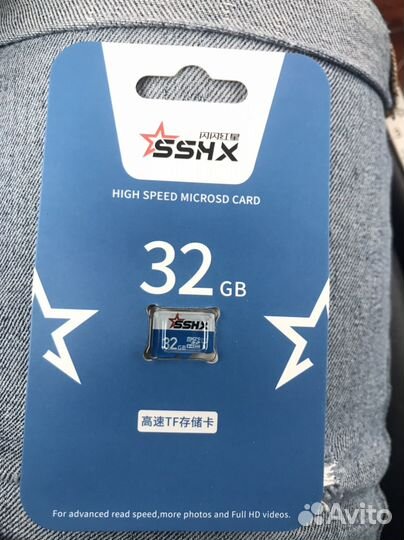 闪闪红星
SSHX
HIGH SPEED MICROSD CARD
32 GB
SSHX
32GB
高速TF存储卡
For advanced read speed,more photos and Full HD videos.
Avito